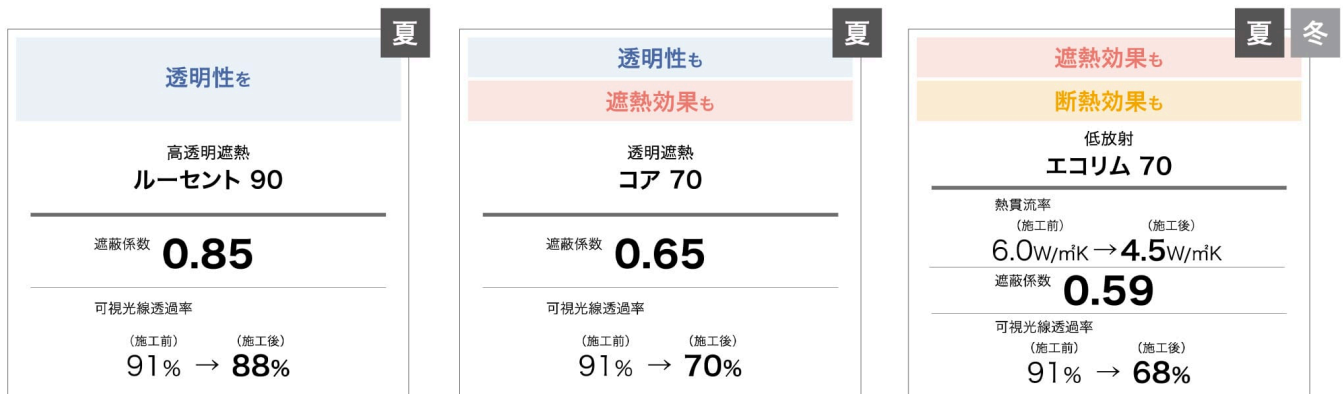 夏
透明性を
高透明遮熱
ルーセント 90
遮蔽係数 0.85
可視光線透過率
(施工前) (施工後)
91% → 88%
夏
透明性も
遮熱効果も
透明遮熱
コア 70
遮蔽係数 0.65
可視光線透過率
(施工前) (施工後)
91% → 70%
夏 冬
遮熱効果も
断熱効果も
低放射
エコリム 70
熱貫流率
(施工前) (施工後)
6.0W/㎡K → 4.5W/㎡K
遮蔽係数 0.59
可視光線透過率
(施工前) (施工後)
91% → 68%